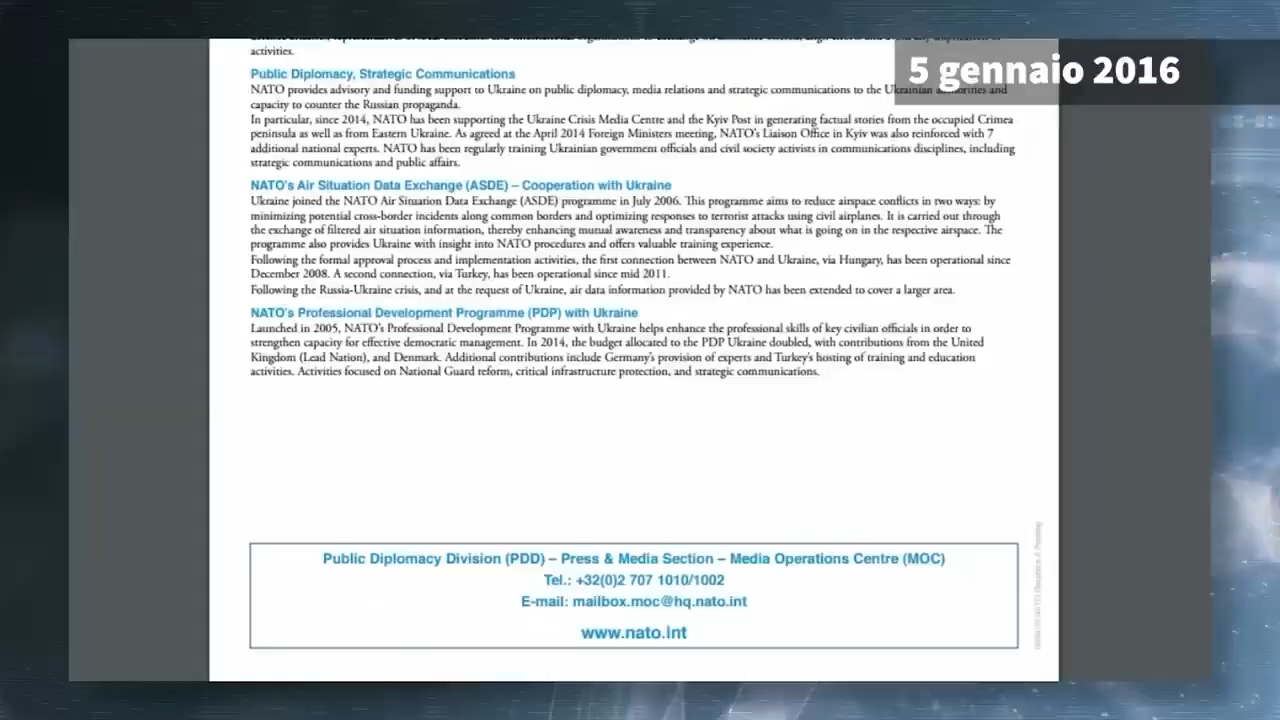 5 gennaio 2016
activities.
Public Diplomacy, Strategic Communications
NATO provides advisory and funding support to Ukraine on public diplomacy, media relations and strategic communications to the Ukrainian authorities and
capacity to counter the Russian propaganda.
In particular, since 2014, NATO has been supporting the Ukraine Crisis Media Centre and the Kyiv Post in generating factual stories from the occupied Crimea
peninsula as well as from Eastern Ukraine. As agreed at the April 2014 Foreign Ministers meeting, NATO's Liaison Office in Kyiv was also reinforced with 7
additional national experts. NATO has been regularly training Ukrainian government officials and civil society activists in communications disciplines, including
strategic communications and public affairs.
NATO's Air Situation Data Exchange (ASDE) – Cooperation with Ukraine
Ukraine joined the NATO Air Situation Data Exchange (ASDE) programme in July 2006. This programme aims to reduce airspace conflicts in two ways: by
minimizing potential cross-border incidents along common borders and optimizing responses to terrorist attacks using civil airplanes. It is carried out through
the exchange of filtered air situation information, thereby enhancing mutual awareness and transparency about what is going on in the respective airspace. The
programme also provides Ukraine with insight into NATO procedures and offers valuable training experience.
Following the formal approval process and implementation activities, the first connection between NATO and Ukraine, via Hungary, has been operational since
December 2008. A second connection, via Turkey, has been operational since mid 2011.
Following the Russia-Ukraine crisis, and at the request of Ukraine, air data information provided by NATO has been extended to cover a larger area.
NATO's Professional Development Programme (PDP) with Ukraine
Launched in 2005, NATO's Professional Development Programme with Ukraine helps enhance the professional skills of key civilian officials in order to
strengthen capacity for effective democratic management. In 2014, the budget allocated to the PDP Ukraine doubled, with contributions from the United
Kingdom (Lead Nation), and Denmark. Additional contributions include Germany's provision of experts and Turkey's hosting of training and education
activities. Activities focused on National Guard reform, critical infrastructure protection, and strategic communications.
Public Diplomacy Division (PDD) – Press & Media Section – Media Operations Centre (MOC)
Tel.: +32(0)2 707 1010/1002
E-mail: mailbox.moc@hq.nato.int
www.nato.int